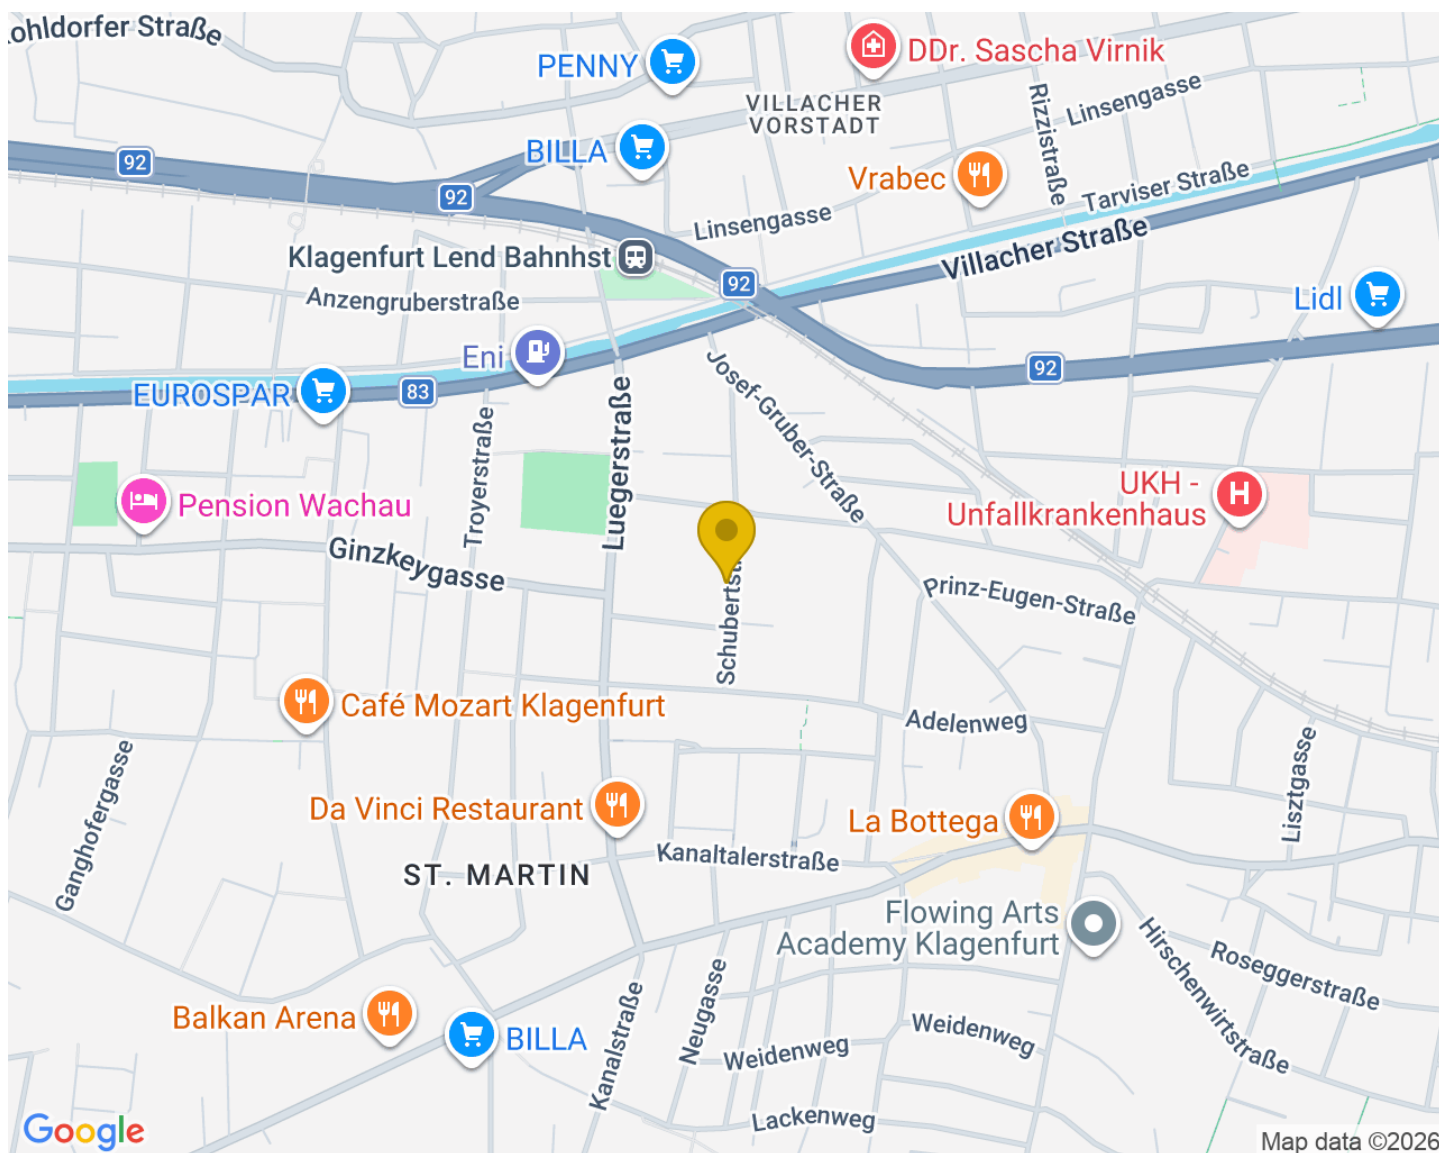 ohldorfer Straße
PENNY
DDr. Sascha Virnik
VILLACHER
VORSTADT
Rizzistraße
Linsengasse
BILLA
92
92
Vrabec
Tarviser Straße
Linsengasse
Villacher Straße
Klagenfurt Lend Bahnhst
92
Anzengruberstraße
Lidl
Eni
92
EUROSPAR
83
Josef-Gruber-Straße
Luegerstraße
Troyerstraße
UKH -
Unfallkrankenhaus
Pension Wachau
Ginzkeygasse
Schubertst
Prinz-Eugen-Straße
Café Mozart Klagenfurt
Adelenweg
Ganghofergasse
Lisztgasse
Da Vinci Restaurant
La Bottega
Kanaltalerstraße
ST. MARTIN
Flowing Arts
Academy Klagenfurt
Hirschenwirtstraße
Roseggerstraße
Balkan Arena
BILLA
Kanalstraße
Neugasse
Weidenweg
Weidenweg
Lackenweg
Google
Map data ©2026